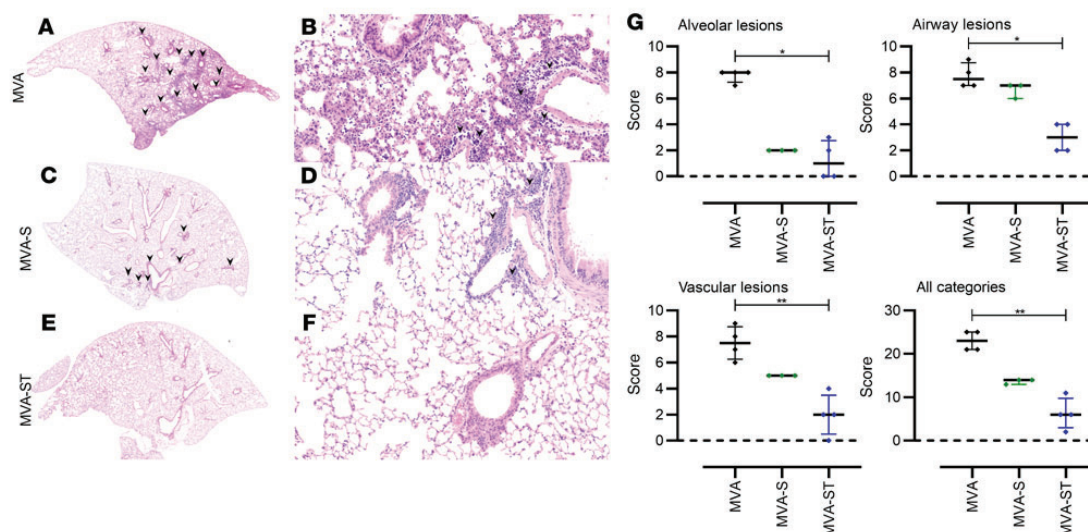 A
MVA
B
C
MVA-S
D
E
MVA-ST
F
G
Alveolar lesions
*
Score
10
8
6
4
2
0
MVA
MVA-S
MVA-ST
Airway lesions
*
Score
10
8
6
4
2
0
MVA
MVA-S
MVA-ST
Vascular lesions
**
Score
10
8
6
4
2
0
MVA
MVA-S
MVA-ST
All categories
**
Score
30
20
10
0
MVA
MVA-S
MVA-ST